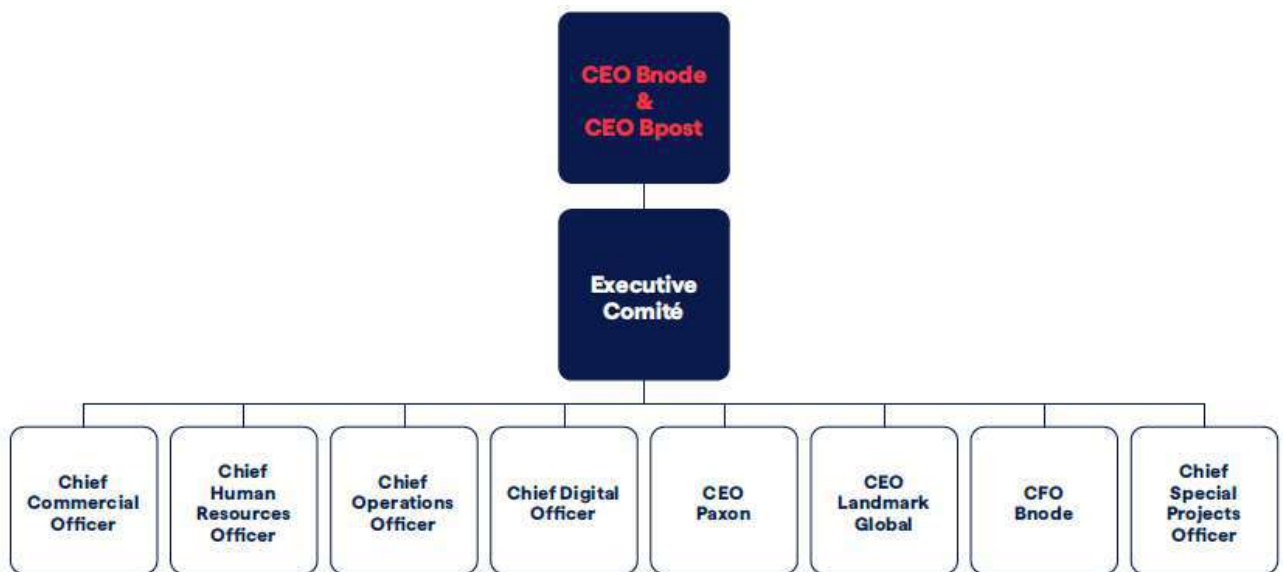 CEO Bnode
&
CEO Bpost
Executive
Comité
Chief
Commercial
Officer
Chief
Human
Resources
Officer
Chief
Operations
Officer
Chief Digital
Officer
CEO
Paxon
CEO
Landmark
Global
CFO
Bnode
Chief
Special
Projects
Officer